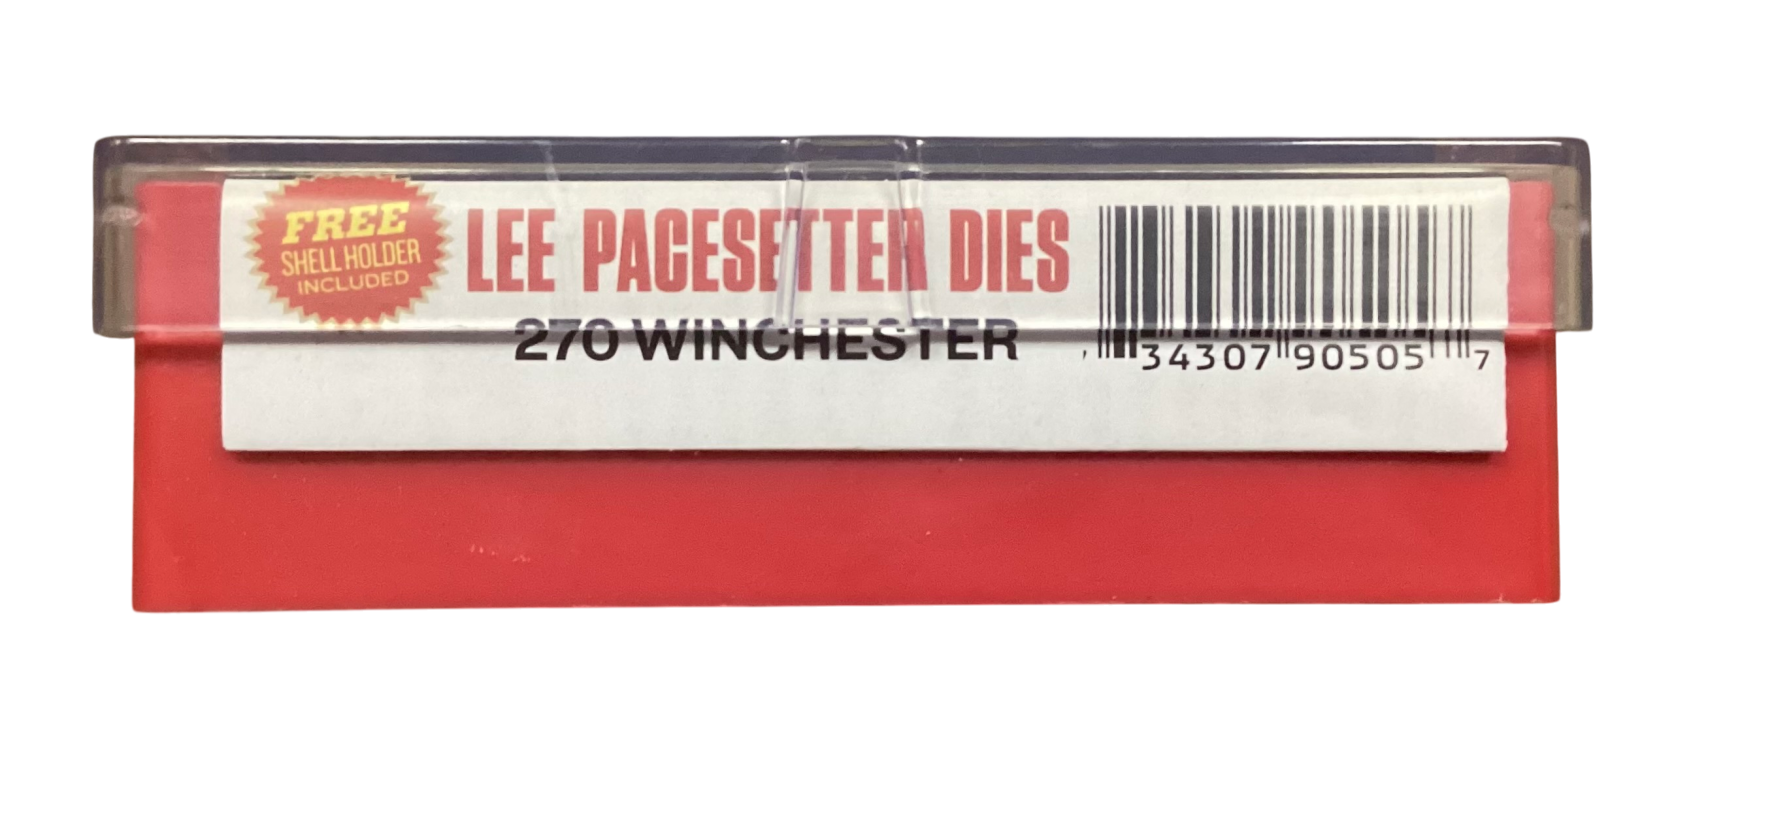 FREE
SHELL HOLDER
INCLUDED
LEE PACESETTER DIES
270 WINCHESTER
34307 90505 7